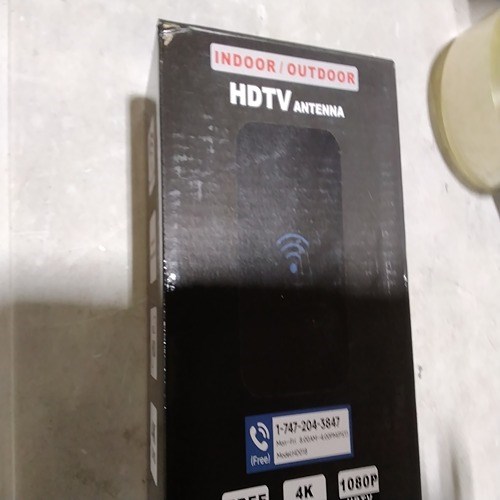 INDOOR / OUTDOOR
HDTV ANTENNA
1-747-204-3847
(Free)
4K
1080P